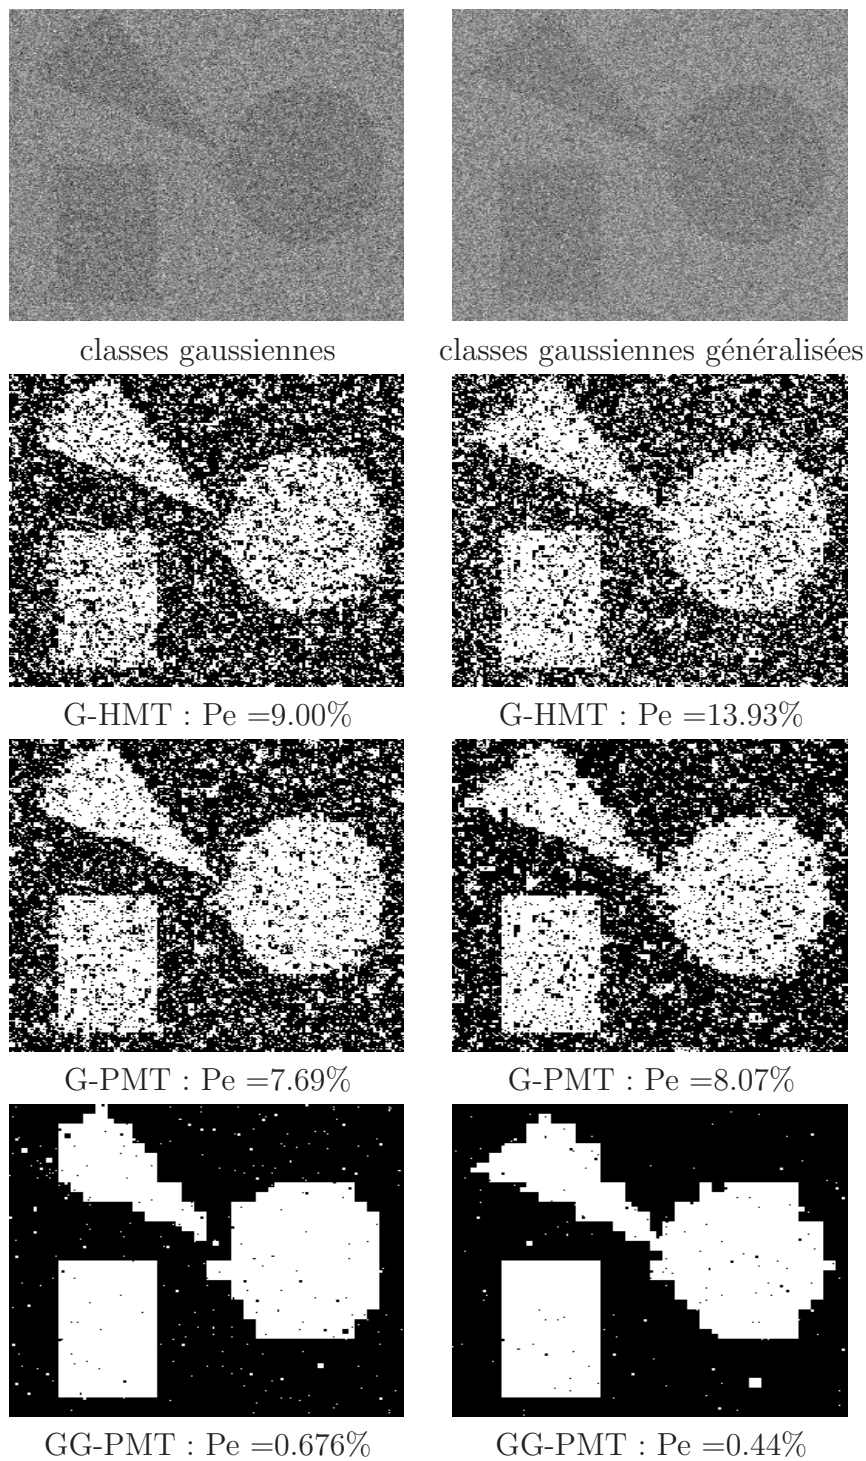 classes gaussiennes
classes gaussiennes généralisées
G-HMT : Pe =9.00%
G-HMT : Pe =13.93%
G-PMT : Pe =7.69%
G-PMT : Pe =8.07%
GG-PMT : Pe =0.676%
GG-PMT : Pe =0.44%